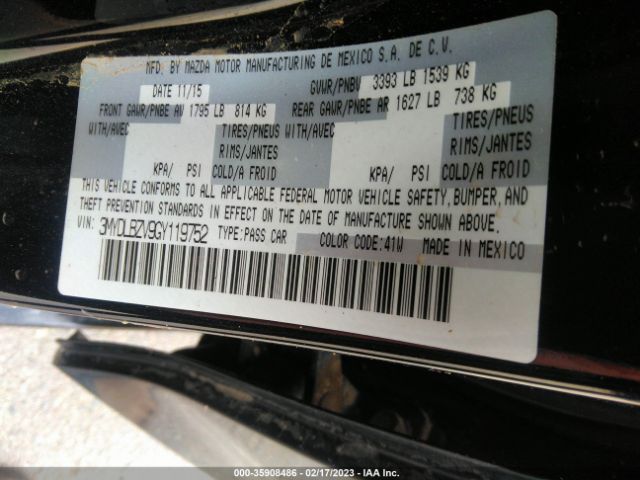 MFD. BY MAZDA MOTOR MANUFACTURING DE MEXICO S.A. DE C.V.
DATE 11/15 GVWR/PNBV 3393 LB 1539 KG
FRONT GAWR/PNBE AV 1795 LB 814 KG REAR GAWR/PNBE AR 1627 LB 738 KG
WITH/AVEC TIRES/PNEUS WITH/AVEC TIRES/PNEUS
RIMS/JANTES RIMS/JANTES
KPA/ PSI COLD/A FROID KPA/ PSI COLD/A FROID
THIS VEHICLE CONFORMS TO ALL APPLICABLE FEDERAL MOTOR VEHICLE SAFETY, BUMPER, AND
THEFT PREVENTION STANDARDS IN EFFECT ON THE DATE OF MANUFACTURE SHOWN ABOVE.
VIN: 3MYDLBZV9GY119752 TYPE:PASS CAR COLOR CODE:41W MADE IN MEXICO
000-35908486 - 02/17/2023 - IAA Inc.